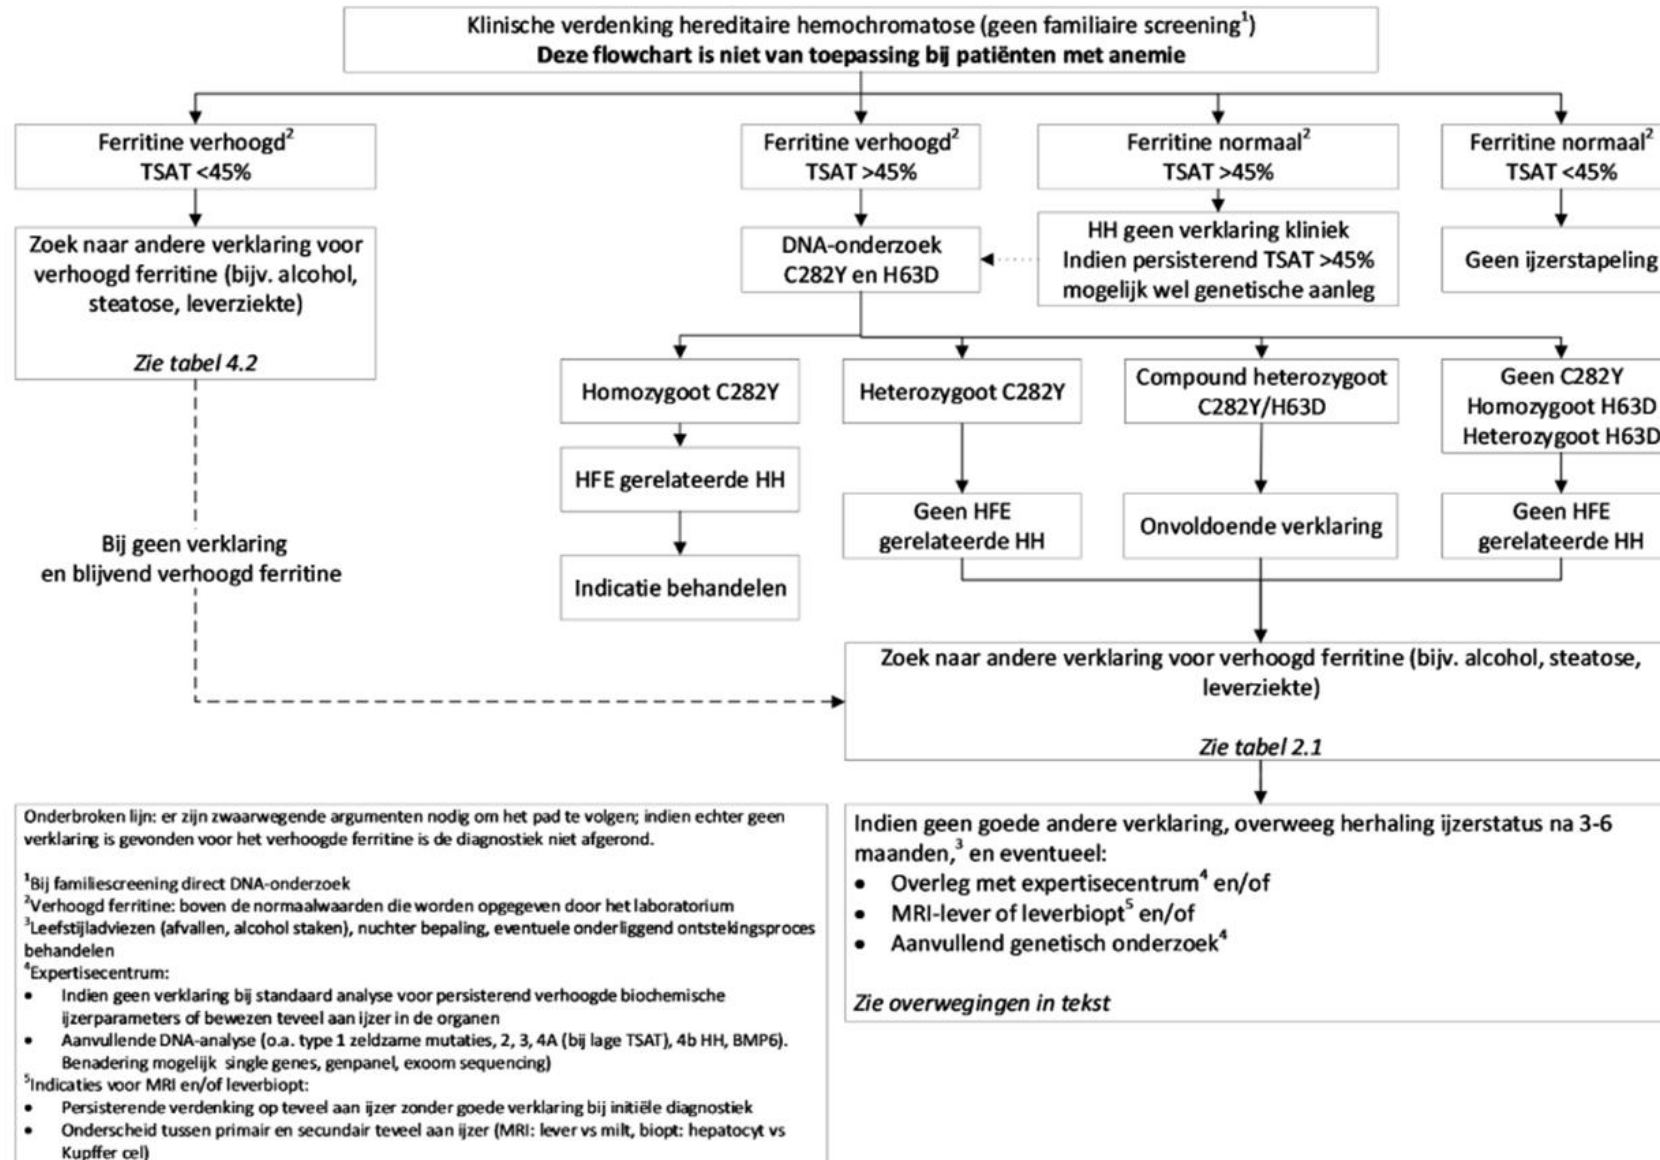 Klinische verdenking hereditaire hemochromatose (geen familiaire screening¹)
Deze flowchart is niet van toepassing bij patiënten met anemie
Ferritine verhoogd²
TSAT <45%
Ferritine verhoogd²
TSAT >45%
Ferritine normaal²
TSAT >45%
Ferritine normaal²
TSAT <45%
Zoek naar andere verklaring voor
verhoogd ferritine (bijv. alcohol,
steatose, leverziekte)
Zie tabel 4.2
DNA-onderzoek
C282Y en H63D
HH geen verklaring kliniek
Indien persisterend TSAT >45%
mogelijk wel genetische aanleg
Geen ijzerstapeling
Homozygoot C282Y
Heterozygoot C282Y
Compound heterozygoot
C282Y/H63D
Geen C282Y
Homozygoot H63D
Heterozygoot H63D
HFE gerelateerde HH
Geen HFE
gerelateerde HH
Onvoldoende verklaring
Geen HFE
gerelateerde HH
Indicatie behandelen
Bij geen verklaring
en blijvend verhoogd ferritine
Zoek naar andere verklaring voor verhoogd ferritine (bijv. alcohol, steatose,
leverziekte)
Zie tabel 2.1
Onderbroken lijn: er zijn zwaarwegende argumenten nodig om het pad te volgen; indien echter geen
verklaring is gevonden voor het verhoogde ferritine is de diagnostiek niet afgerond.
¹Bij familiescreening direct DNA-onderzoek
²Verhoogd ferritine: boven de normaalwaarden die worden opgegeven door het laboratorium
³Leefstijladviezen (afvallen, alcohol staken), nuchter bepaling, eventuele onderliggend ontstekingsproces
behandelen
⁴Expertisecentrum:
• Indien geen verklaring bij standaard analyse voor persisterend verhoogde biochemische
ijzerparameters of bewezen teveel aan ijzer in de organen
• Aanvullende DNA-analyse (o.a. type 1 zeldzame mutaties, 2, 3, 4A (bij lage TSAT), 4b HH, BMP6).
Benadering mogelijk single genes, genpanel, exoom sequencing)
⁵Indicaties voor MRI en/of leverbiopt:
• Persisterende verdenking op teveel aan ijzer zonder goede verklaring bij initiële diagnostiek
• Onderscheid tussen primair en secundair teveel aan ijzer (MRI: lever vs milt, biopt: hepatocyt vs
Kupffer cel)
Indien geen goede andere verklaring, overweeg herhaling ijzerstatus na 3-6
maanden,³ en eventueel:
• Overleg met expertisecentrum⁴ en/of
• MRI-lever of leverbiopt⁵ en/of
• Aanvullend genetisch onderzoek⁴
Zie overwegingen in tekst